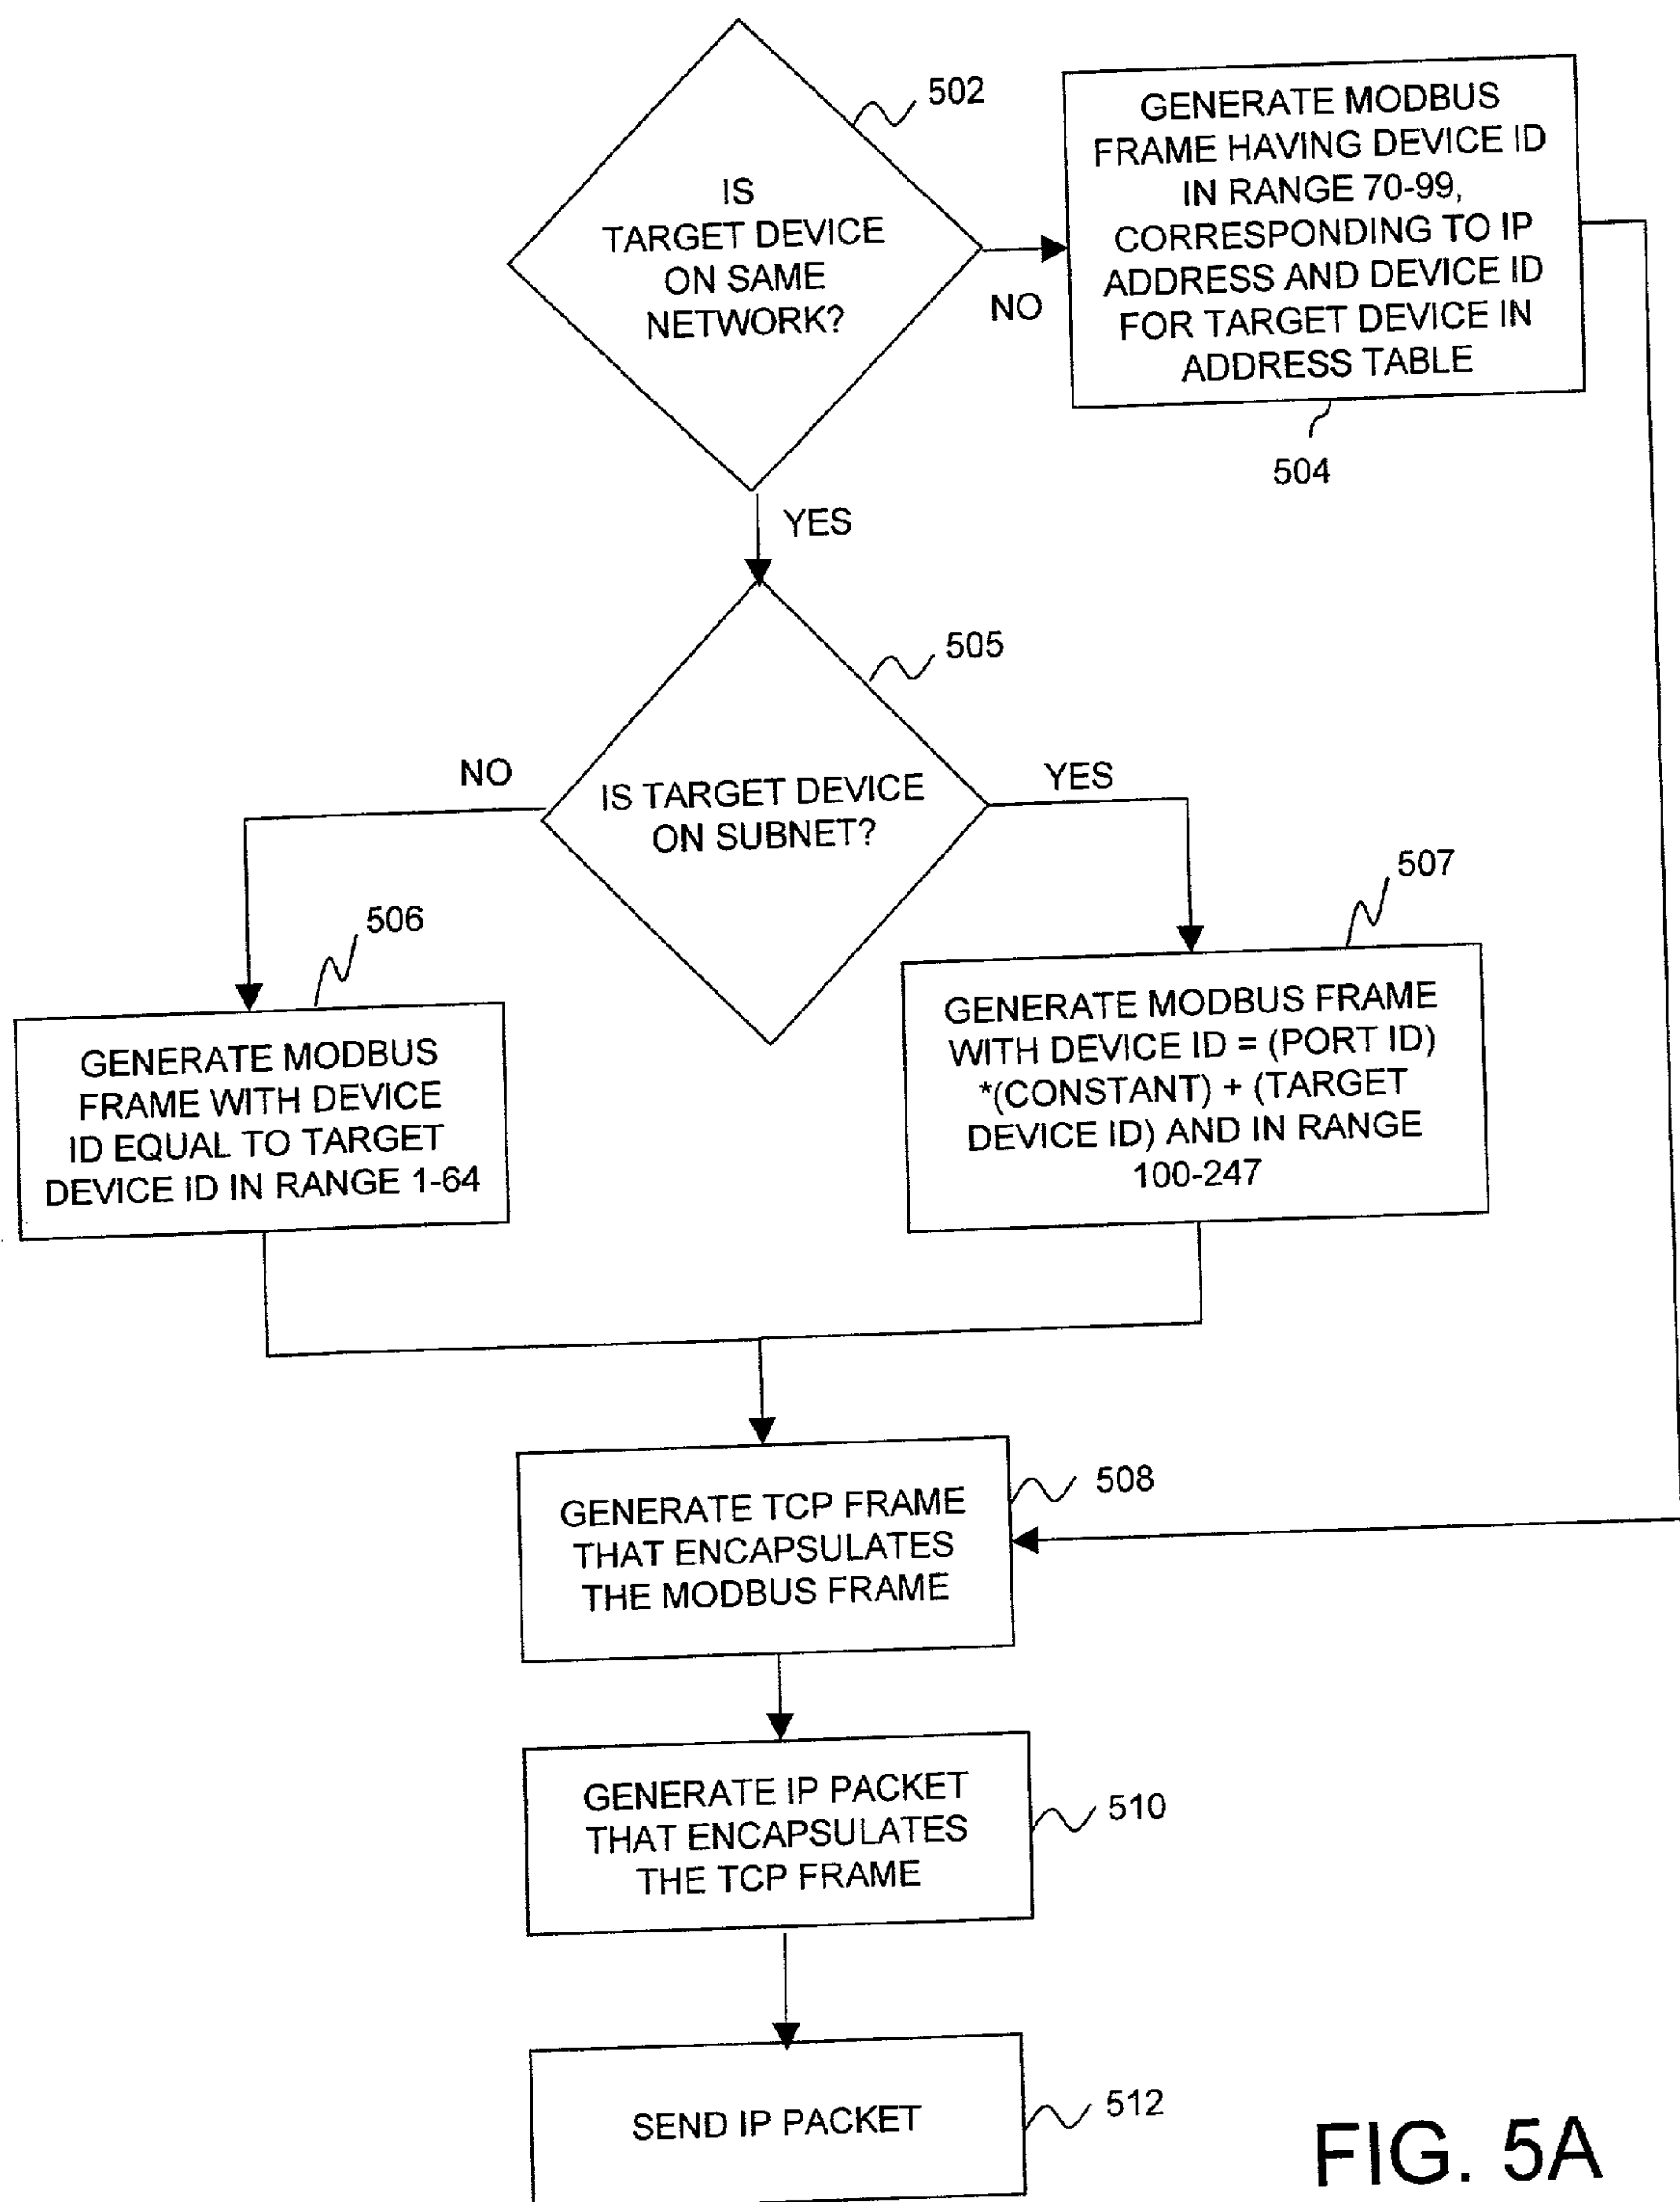 502
IS
TARGET DEVICE
ON SAME
NETWORK?
NO
GENERATE MODBUS
FRAME HAVING DEVICE ID
IN RANGE 70-99,
CORRESPONDING TO IP
ADDRESS AND DEVICE ID
FOR TARGET DEVICE IN
ADDRESS TABLE
504
YES
505
IS TARGET DEVICE
ON SUBNET?
NO
YES
506
GENERATE MODBUS
FRAME WITH DEVICE
ID EQUAL TO TARGET
DEVICE ID IN RANGE 1-64
507
GENERATE MODBUS FRAME
WITH DEVICE ID = (PORT ID)
*(CONSTANT) + (TARGET
DEVICE ID) AND IN RANGE
100-247
508
GENERATE TCP FRAME
THAT ENCAPSULATES
THE MODBUS FRAME
GENERATE IP PACKET
THAT ENCAPSULATES
THE TCP FRAME
510
SEND IP PACKET
512
FIG. 5A